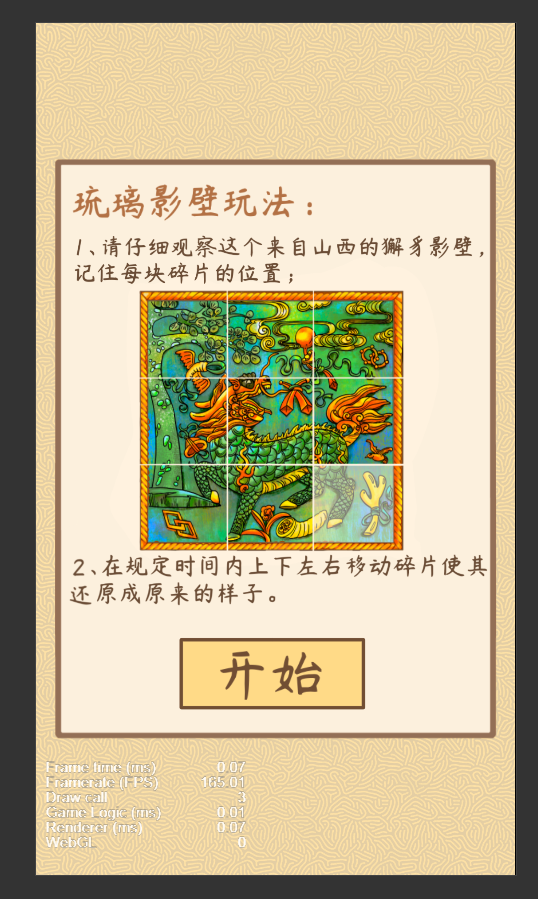 琉璃影壁玩法：
1、请仔细观察这个来自山西的獬豸影壁，
记住每块碎片的位置；
2、在规定时间内上下左右移动碎片使其
还原成原来的样子。
开始
Frame time (ms) 0.07
Framerate (FPS) 165.01
Draw call 3
Game Logic (ms) 0.01
Renderer (ms) 0.07
WebGL 0